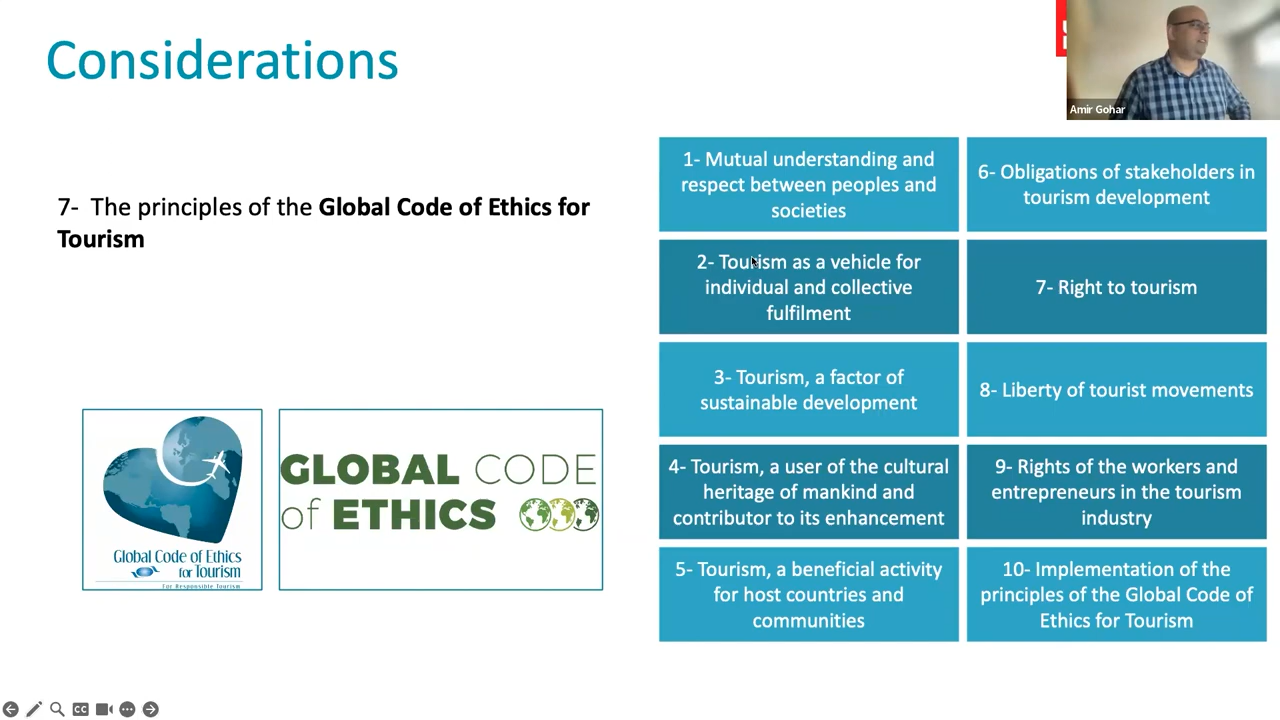 Considerations
Amir Gohar
7- The principles of the Global Code of Ethics for
Tourism
1- Mutual understanding and
respect between peoples and
societies
2- Tourism as a vehicle for
individual and collective
fulfilment
3- Tourism, a factor of
sustainable development
4- Tourism, a user of the cultural
heritage of mankind and
contributor to its enhancement
5- Tourism, a beneficial activity
for host countries and
communities
6- Obligations of stakeholders in
tourism development
7- Right to tourism
8- Liberty of tourist movements
9- Rights of the workers and
entrepreneurs in the tourism
industry
10- Implementation of the
principles of the Global Code of
Ethics for Tourism
Global Code of Ethics
for Tourism
For Responsible Tourism
GLOBAL CODE
of ETHICS
CC